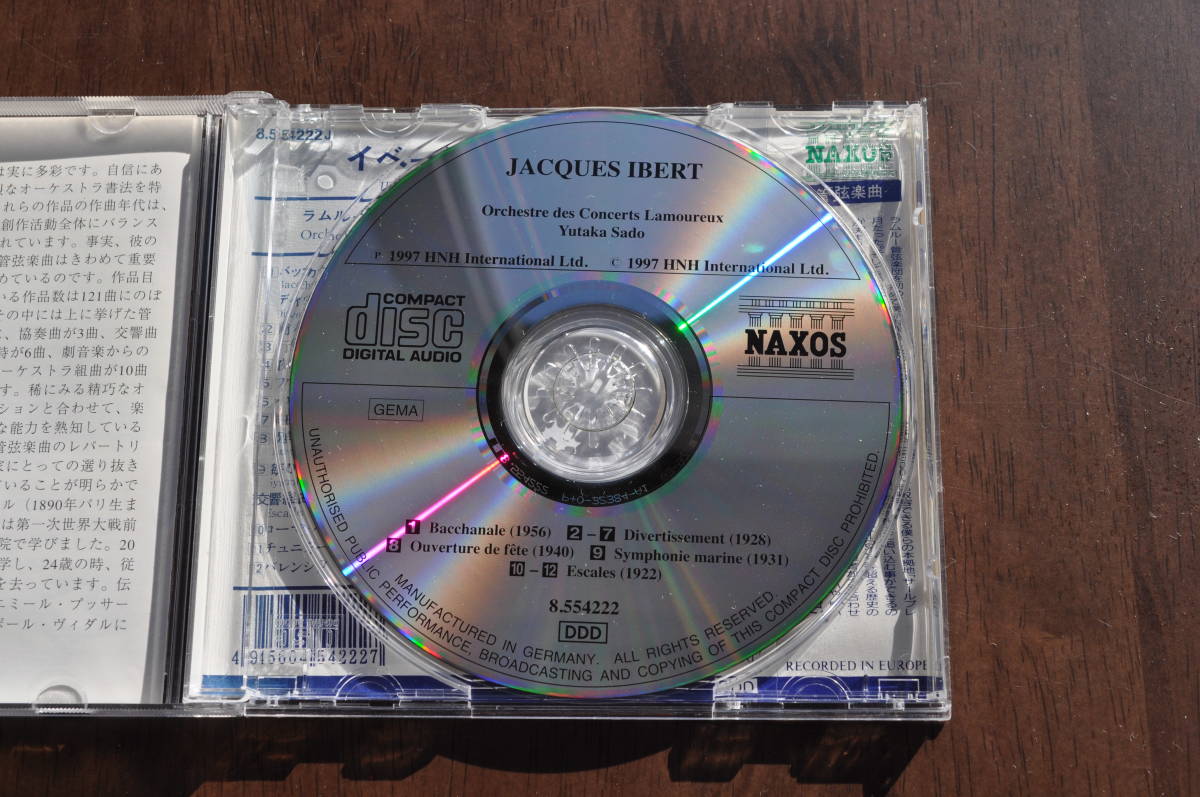 は実に多彩です。自信にあ
なオーケストラ書法を特
れらの作品の作曲年代は、
創作活動全体にバランス
れています。事実、彼の
管弦楽曲はきわめて重要
めているのです。作品目
いる作品数は121曲にのぼ
その中には上に挙げた管
、協奏曲が3曲、交響曲
詩が6曲、劇音楽からの
ーケストラ組曲が10曲
す。稀にみる精巧なオ
ションと合わせて、楽
な能力を熟知している
管弦楽曲のレパートリ
家にとっての選り抜き
ていることが明らかで
ル（1890年パリ生ま
は第一次世界大戦前
院で学びました。20
学し、24歳の時、従
を去っています。伝
エミール・ブッサー
ポール・ヴィダルに
イベ
ラムル
JACQUES IBERT
Orchestre des Concerts Lamoureux
Yutaka Sado
P 1997 HNH International Ltd. C 1997 HNH International Ltd.
COMPACT
disc
DIGITAL AUDIO
NAXOS
GEMA
1 Bacchanale (1956) 2 – 7 Divertissement (1928)
8 Ouverture de fête (1940) 9 Symphonie marine (1931)
10 – 12 Escales (1922)
8.554222
DDD
UNAUTHORISED PUBLIC PERFORMANCE, BROADCASTING AND COPYING OF THIS COMPACT DISC PROHIBITED.
MANUFACTURED IN GERMANY. ALL RIGHTS RESERVED.
NAXOS
管弦楽曲
交響
バレンシ
RECORDED IN EUROPE